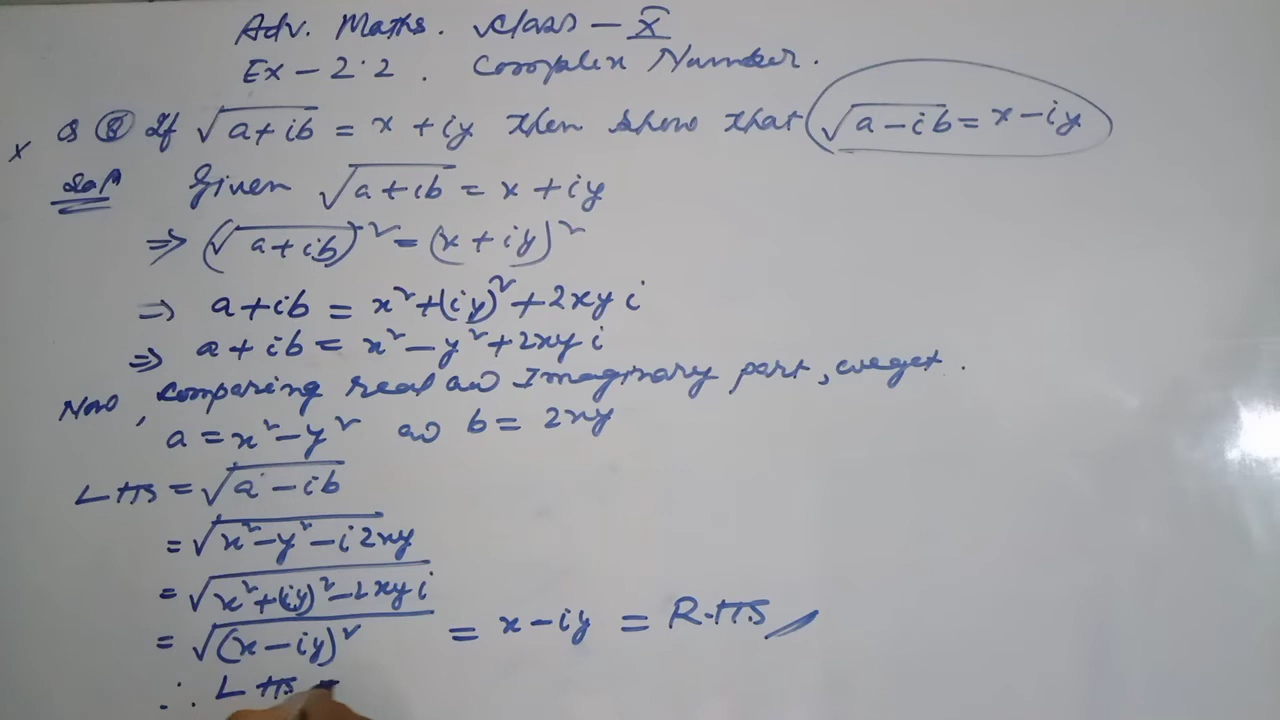 Adv. Maths. Class - X
Ex - 2.2. Complex Number.
x Q ⑧ If √(a+ib) = x + iy then show that √(a-ib) = x-iy
Solⁿ Given √(a+ib) = x + iy
⇒ (√(a+ib))² = (x + iy)²
⇒ a+ib = x²+(iy)²+2xy i
⇒ a+ib = x²-y²+2xy i
Now, comparing real and Imaginary part, we get.
a = x²-y² and b = 2xy
LHS = √(a-ib)
= √(x²-y²-i2xy)
= √(x²+(iy)²-2xy i)
= √((x-iy)²) = x-iy = R.H.S
∴ LHS =